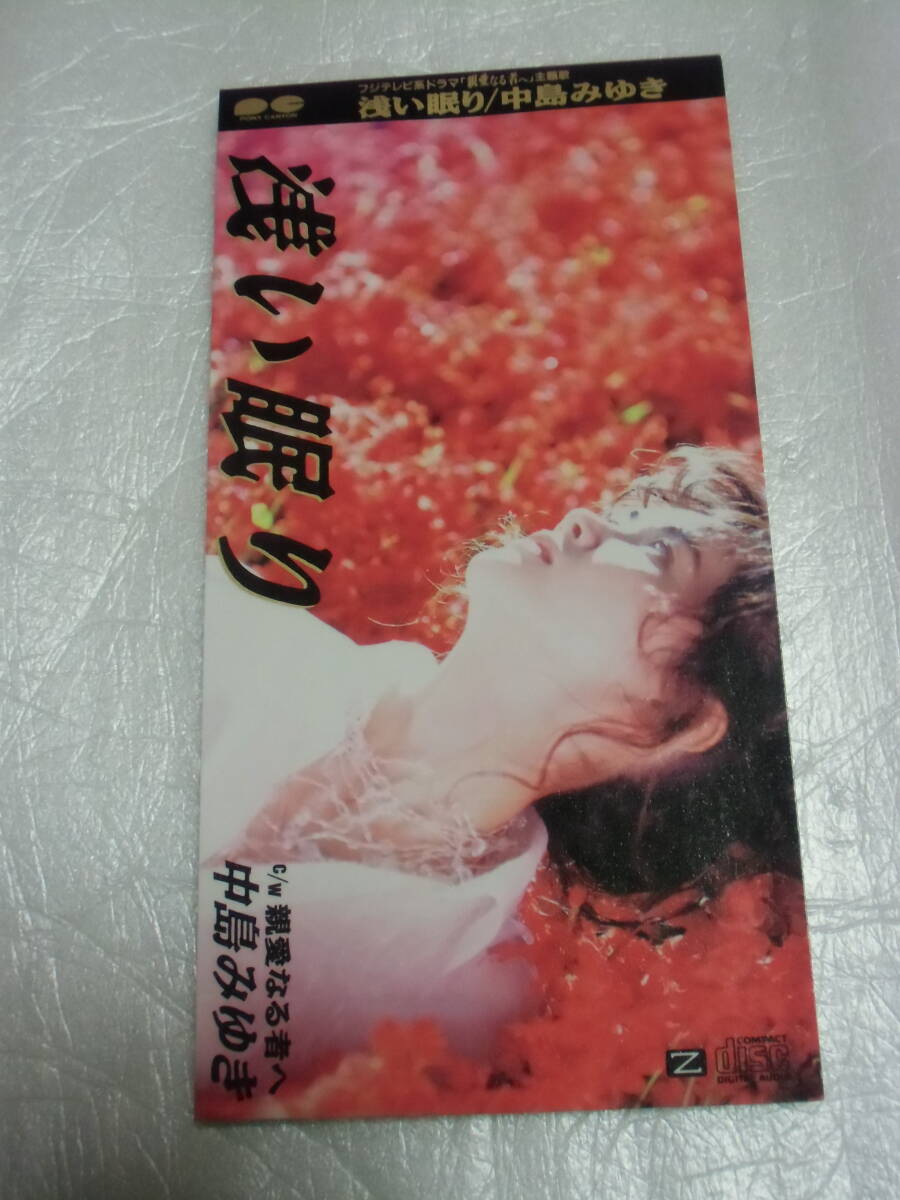 フジテレビ系ドラマ「親愛なる者へ」主題歌
浅い眠り/中島みゆき
PONY CANYON
浅い眠り
c/w 親愛なる者へ
中島みゆき
Z
COMPACT
disc
DIGITAL AUDIO